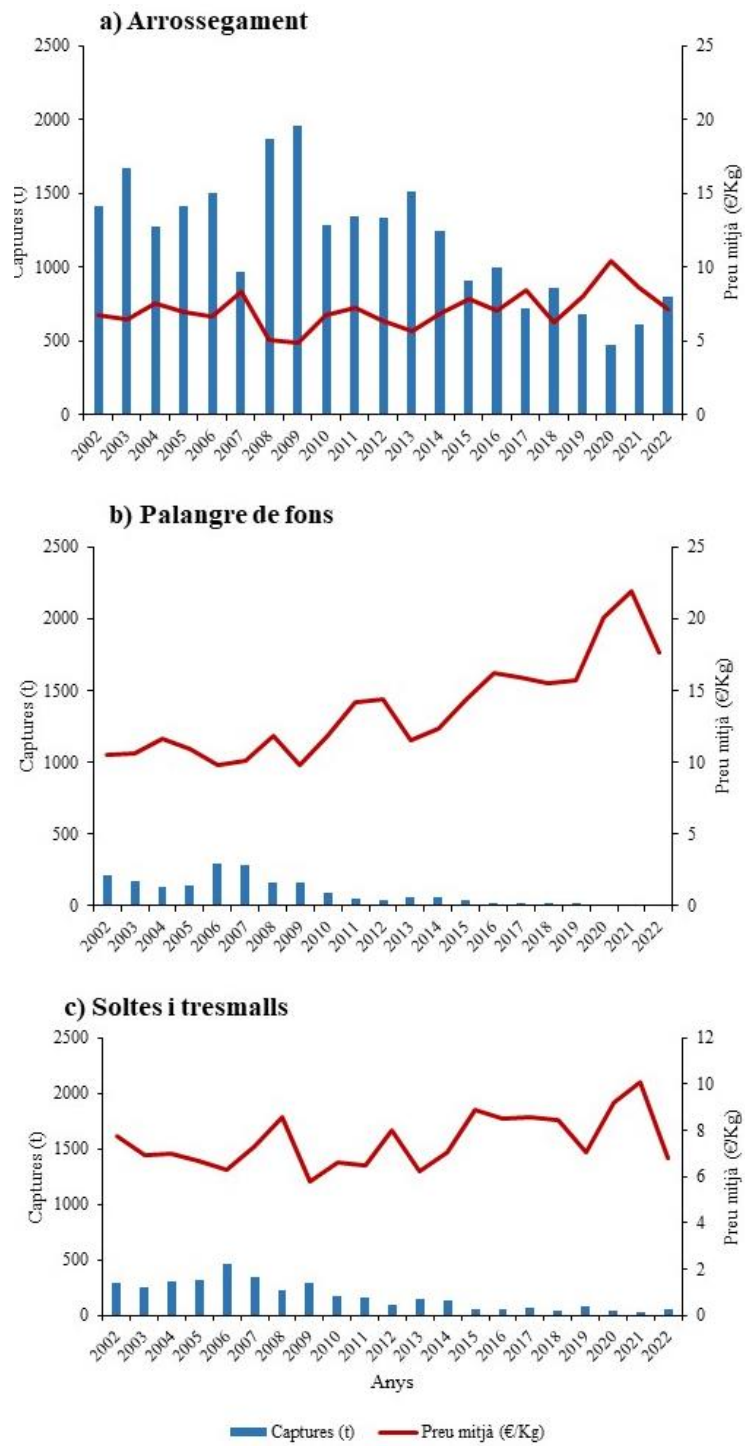 a) Arrossegament
2500
2000
1500
1000
500
0
Captures (t)
25
20
15
10
5
0
Preu mitjà (€/Kg)
2002 2003 2004 2005 2006 2007 2008 2009 2010 2011 2012 2013 2014 2015 2016 2017 2018 2019 2020 2021 2022
b) Palangre de fons
2500
2000
1500
1000
500
0
Captures (t)
25
20
15
10
5
0
Preu mitjà (€/Kg)
2002 2003 2004 2005 2006 2007 2008 2009 2010 2011 2012 2013 2014 2015 2016 2017 2018 2019 2020 2021 2022
c) Soltes i tresmalls
2500
2000
1500
1000
500
0
Captures (t)
12
10
8
6
4
2
0
Preu mitjà (€/Kg)
2002 2003 2004 2005 2006 2007 2008 2009 2010 2011 2012 2013 2014 2015 2016 2017 2018 2019 2020 2021 2022
Anys
Captures (t) Preu mitjà (€/Kg)